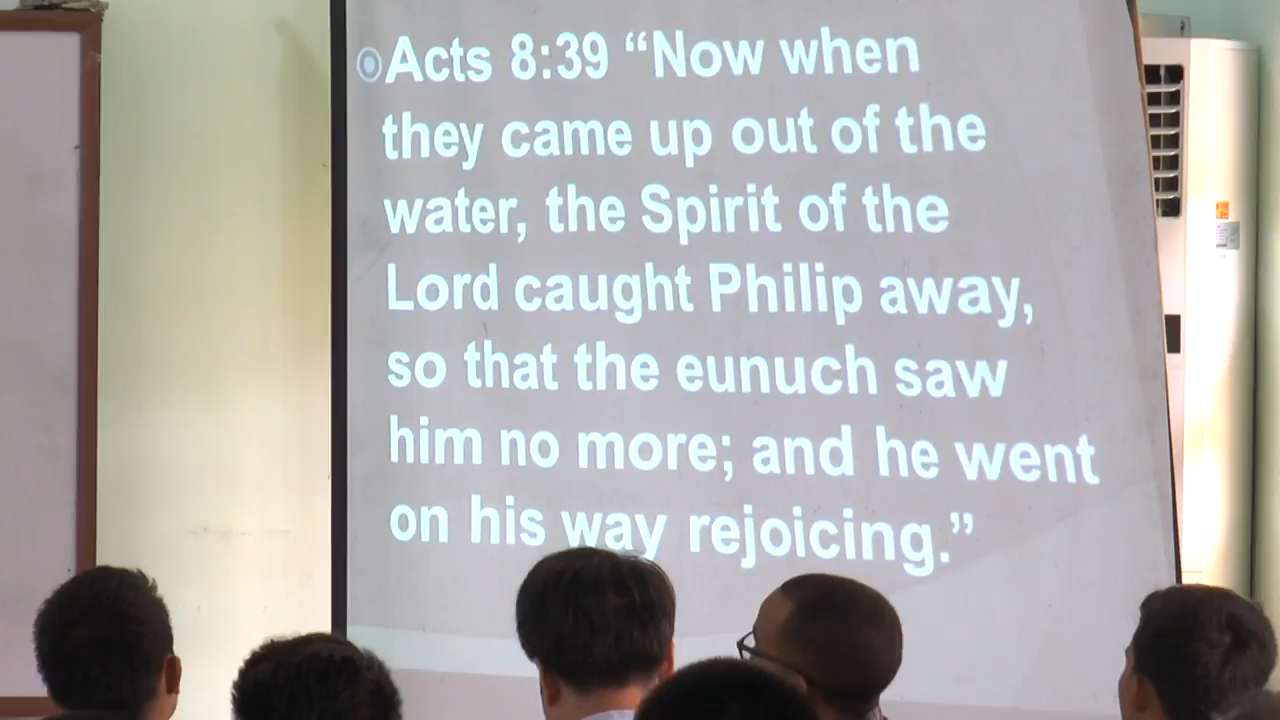 Acts 8:39 “Now when
they came up out of the
water, the Spirit of the
Lord caught Philip away,
so that the eunuch saw
him no more; and he went
on his way rejoicing.”